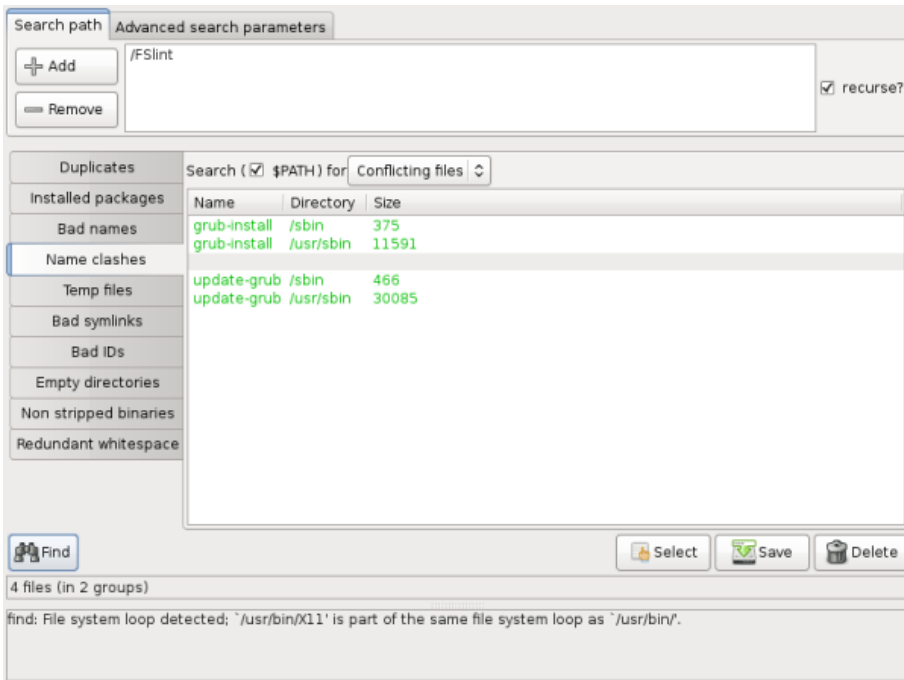 Search path Advanced search parameters
Add
/FSlint
recurse?
Remove
Duplicates
Search ( $PATH ) for Conflicting files
Installed packages
Name Directory Size
Bad names
grub-install /sbin 375
grub-install /usr/sbin 11591
Name clashes
update-grub /sbin 466
update-grub /usr/sbin 30085
Temp files
Bad symlinks
Bad IDs
Empty directories
Non stripped binaries
Redundant whitespace
Find Select Save Delete
4 files (in 2 groups)
find: File system loop detected; `/usr/bin/X11' is part of the same file system loop as `/usr/bin/'.